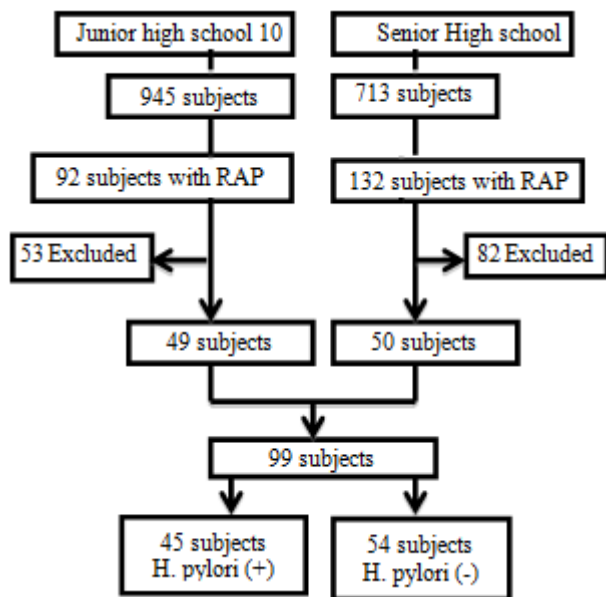 Junior high school 10
Senior High school
945 subjects
713 subjects
92 subjects with RAP
132 subjects with RAP
53 Excluded
82 Excluded
49 subjects
50 subjects
99 subjects
45 subjects
H. pylori (+)
54 subjects
H. pylori (-)